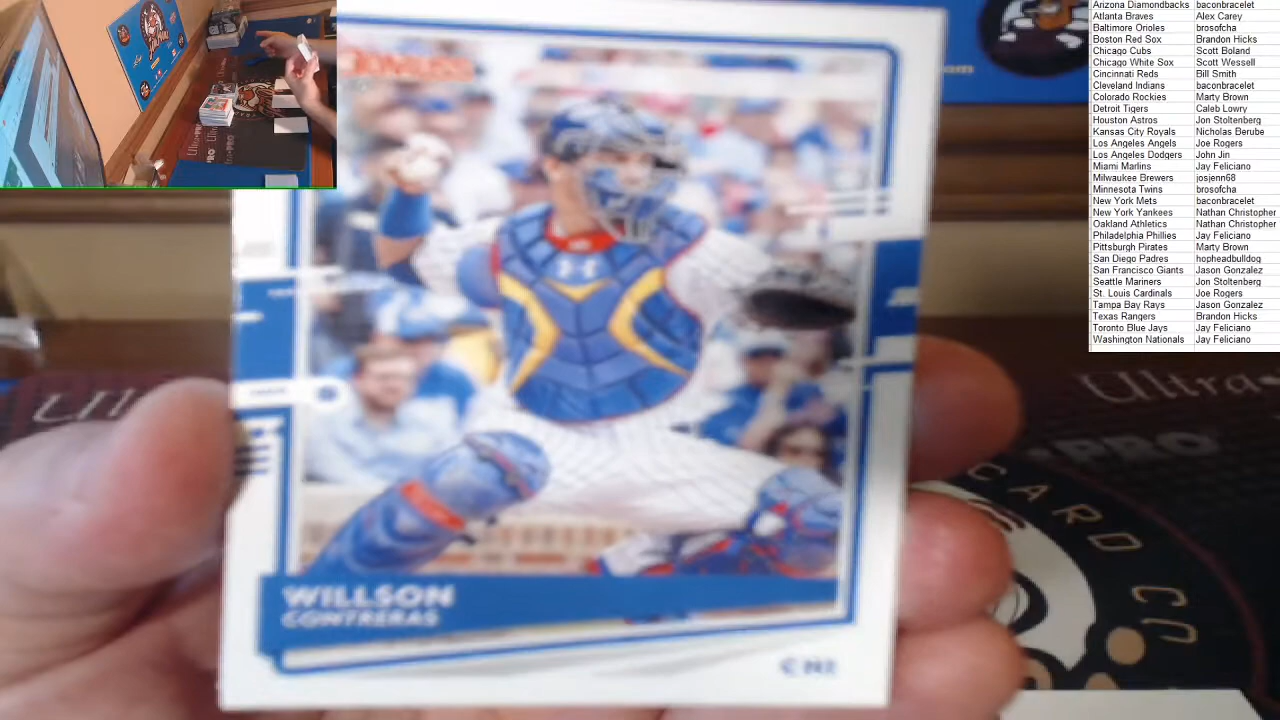 Arizona Diamondbacks baconbracelet
Atlanta Braves Alex Carey
Baltimore Orioles brosofcha
Boston Red Sox Brandon Hicks
Chicago Cubs Scott Boland
Chicago White Sox Scott Wessell
Cincinnati Reds Bill Smith
Cleveland Indians baconbracelet
Colorado Rockies Marty Brown
Detroit Tigers Caleb Lowry
Houston Astros Jon Stoltenberg
Kansas City Royals Nicholas Berube
Los Angeles Angels Joe Rogers
Los Angeles Dodgers John Jin
Miami Marlins Jay Feliciano
Milwaukee Brewers josjenn68
Minnesota Twins brosofcha
New York Mets baconbracelet
New York Yankees Nathan Christopher
Oakland Athletics Nathan Christopher
Philadelphia Phillies Jay Feliciano
Pittsburgh Pirates Marty Brown
San Diego Padres hopheadbulldog
San Francisco Giants Jason Gonzalez
Seattle Mariners Jon Stoltenberg
St. Louis Cardinals Joe Rogers
Tampa Bay Rays Jason Gonzalez
Texas Rangers Brandon Hicks
Toronto Blue Jays Jay Feliciano
Washington Nationals Jay Feliciano
Ultra
PRO
CARD CO
WILLSON
CONTRERAS
CHI